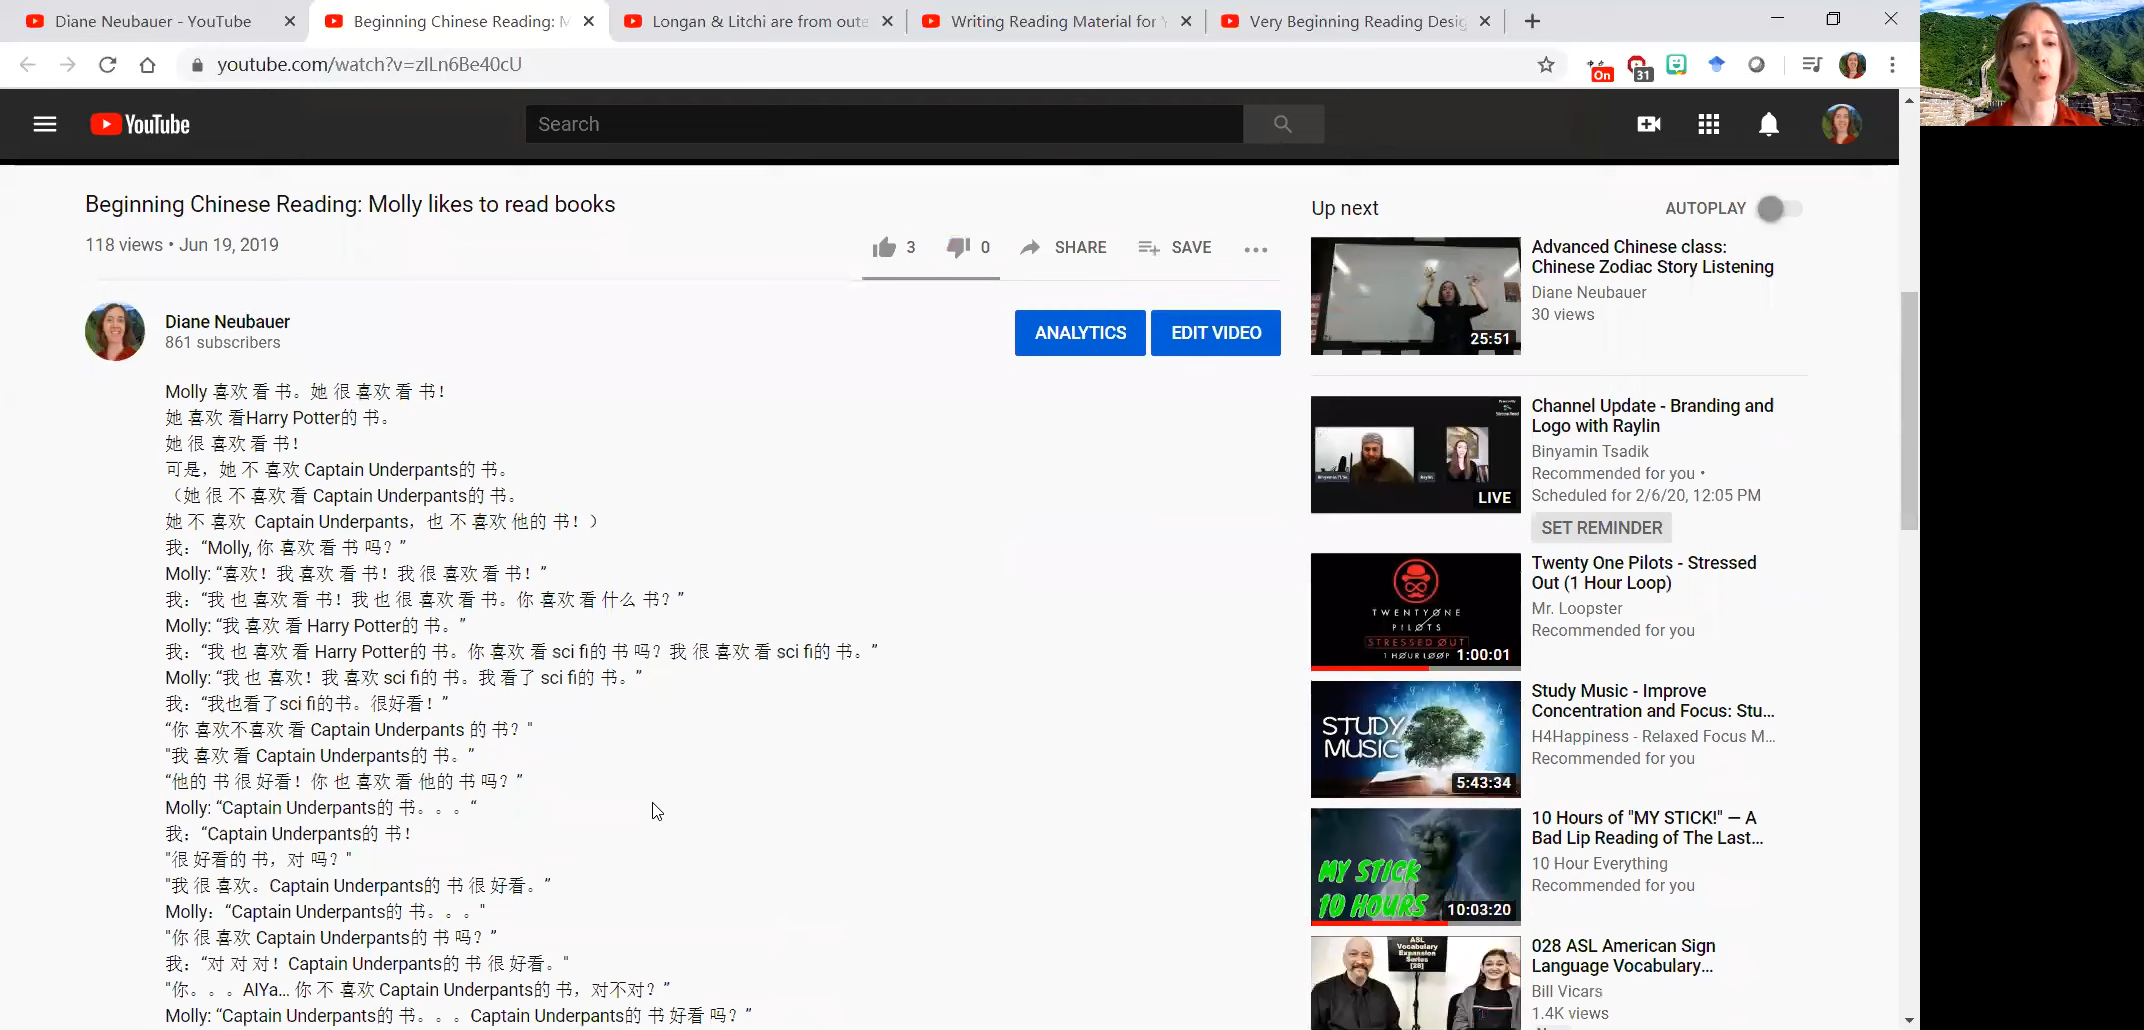 Diane Neubauer - YouTube
Beginning Chinese Reading: M
Longan & Litchi are from oute
Writing Reading Material for Y
Very Beginning Reading Desig
youtube.com/watch?v=zlLn6Be40cU
On
31
YouTube
Search
Beginning Chinese Reading: Molly likes to read books
118 views • Jun 19, 2019
3
0
SHARE
SAVE
Diane Neubauer
861 subscribers
ANALYTICS
EDIT VIDEO
Molly 喜欢 看 书。她 很 喜欢 看 书！
她 喜欢 看Harry Potter的 书。
她 很 喜欢 看 书！
可是，她 不 喜欢 Captain Underpants的 书。
（她 很 不 喜欢 看 Captain Underpants的 书。
她 不 喜欢 Captain Underpants，也 不 喜欢 他的 书！）
我：“Molly, 你 喜欢 看 书 吗？”
Molly: “喜欢！我 喜欢 看 书！我 很 喜欢 看 书！”
我：“我 也 喜欢 看 书！我 也 很 喜欢 看 书。你 喜欢 看 什么 书？”
Molly: “我 喜欢 看 Harry Potter的 书。”
我：“我 也 喜欢 看 Harry Potter的 书。你 喜欢 看 sci fi的 书 吗？我 很 喜欢 看 sci fi的 书。”
Molly: “我 也 喜欢！我 喜欢 sci fi的 书。我 看了 sci fi的 书。”
我：“我也看了sci fi的书。很好看！”
“你 喜欢不喜欢 看 Captain Underpants 的 书？"
"我 喜欢 看 Captain Underpants的 书。”
“他的 书 很 好看！你 也 喜欢 看 他的 书 吗？”
Molly: “Captain Underpants的 书。。。“
我：“Captain Underpants的 书！
"很 好看的 书，对 吗？"
"我 很 喜欢。Captain Underpants的 书 很 好看。”
Molly：“Captain Underpants的 书。。。"
"你 很 喜欢 Captain Underpants的 书 吗？”
我：“对 对 对！Captain Underpants的 书 很 好看。"
"你。。。AIYa... 你 不 喜欢 Captain Underpants的 书，对不对？”
Molly: “Captain Underpants的 书。。。Captain Underpants的 书 好看 吗？”
Up next
AUTOPLAY
25:51
Advanced Chinese class:
Chinese Zodiac Story Listening
Diane Neubauer
30 views
LIVE
Channel Update - Branding and
Logo with Raylin
Binyamin Tsadik
Recommended for you •
Scheduled for 2/6/20, 12:05 PM
SET REMINDER
TWENTY ONE
PILOTS
STRESSED OUT
1 HOUR LOOP
1:00:01
Twenty One Pilots - Stressed
Out (1 Hour Loop)
Mr. Loopster
Recommended for you
STUDY
MUSIC
5:43:34
Study Music - Improve
Concentration and Focus: Stu...
H4Happiness - Relaxed Focus M...
Recommended for you
MY STICK
10 HOURS
10:03:20
10 Hours of "MY STICK!" — A
Bad Lip Reading of The Last...
10 Hour Everything
Recommended for you
ASL
Vocabulary
Expansion
Series
[28]
028 ASL American Sign
Language Vocabulary...
Bill Vicars
1.4K views